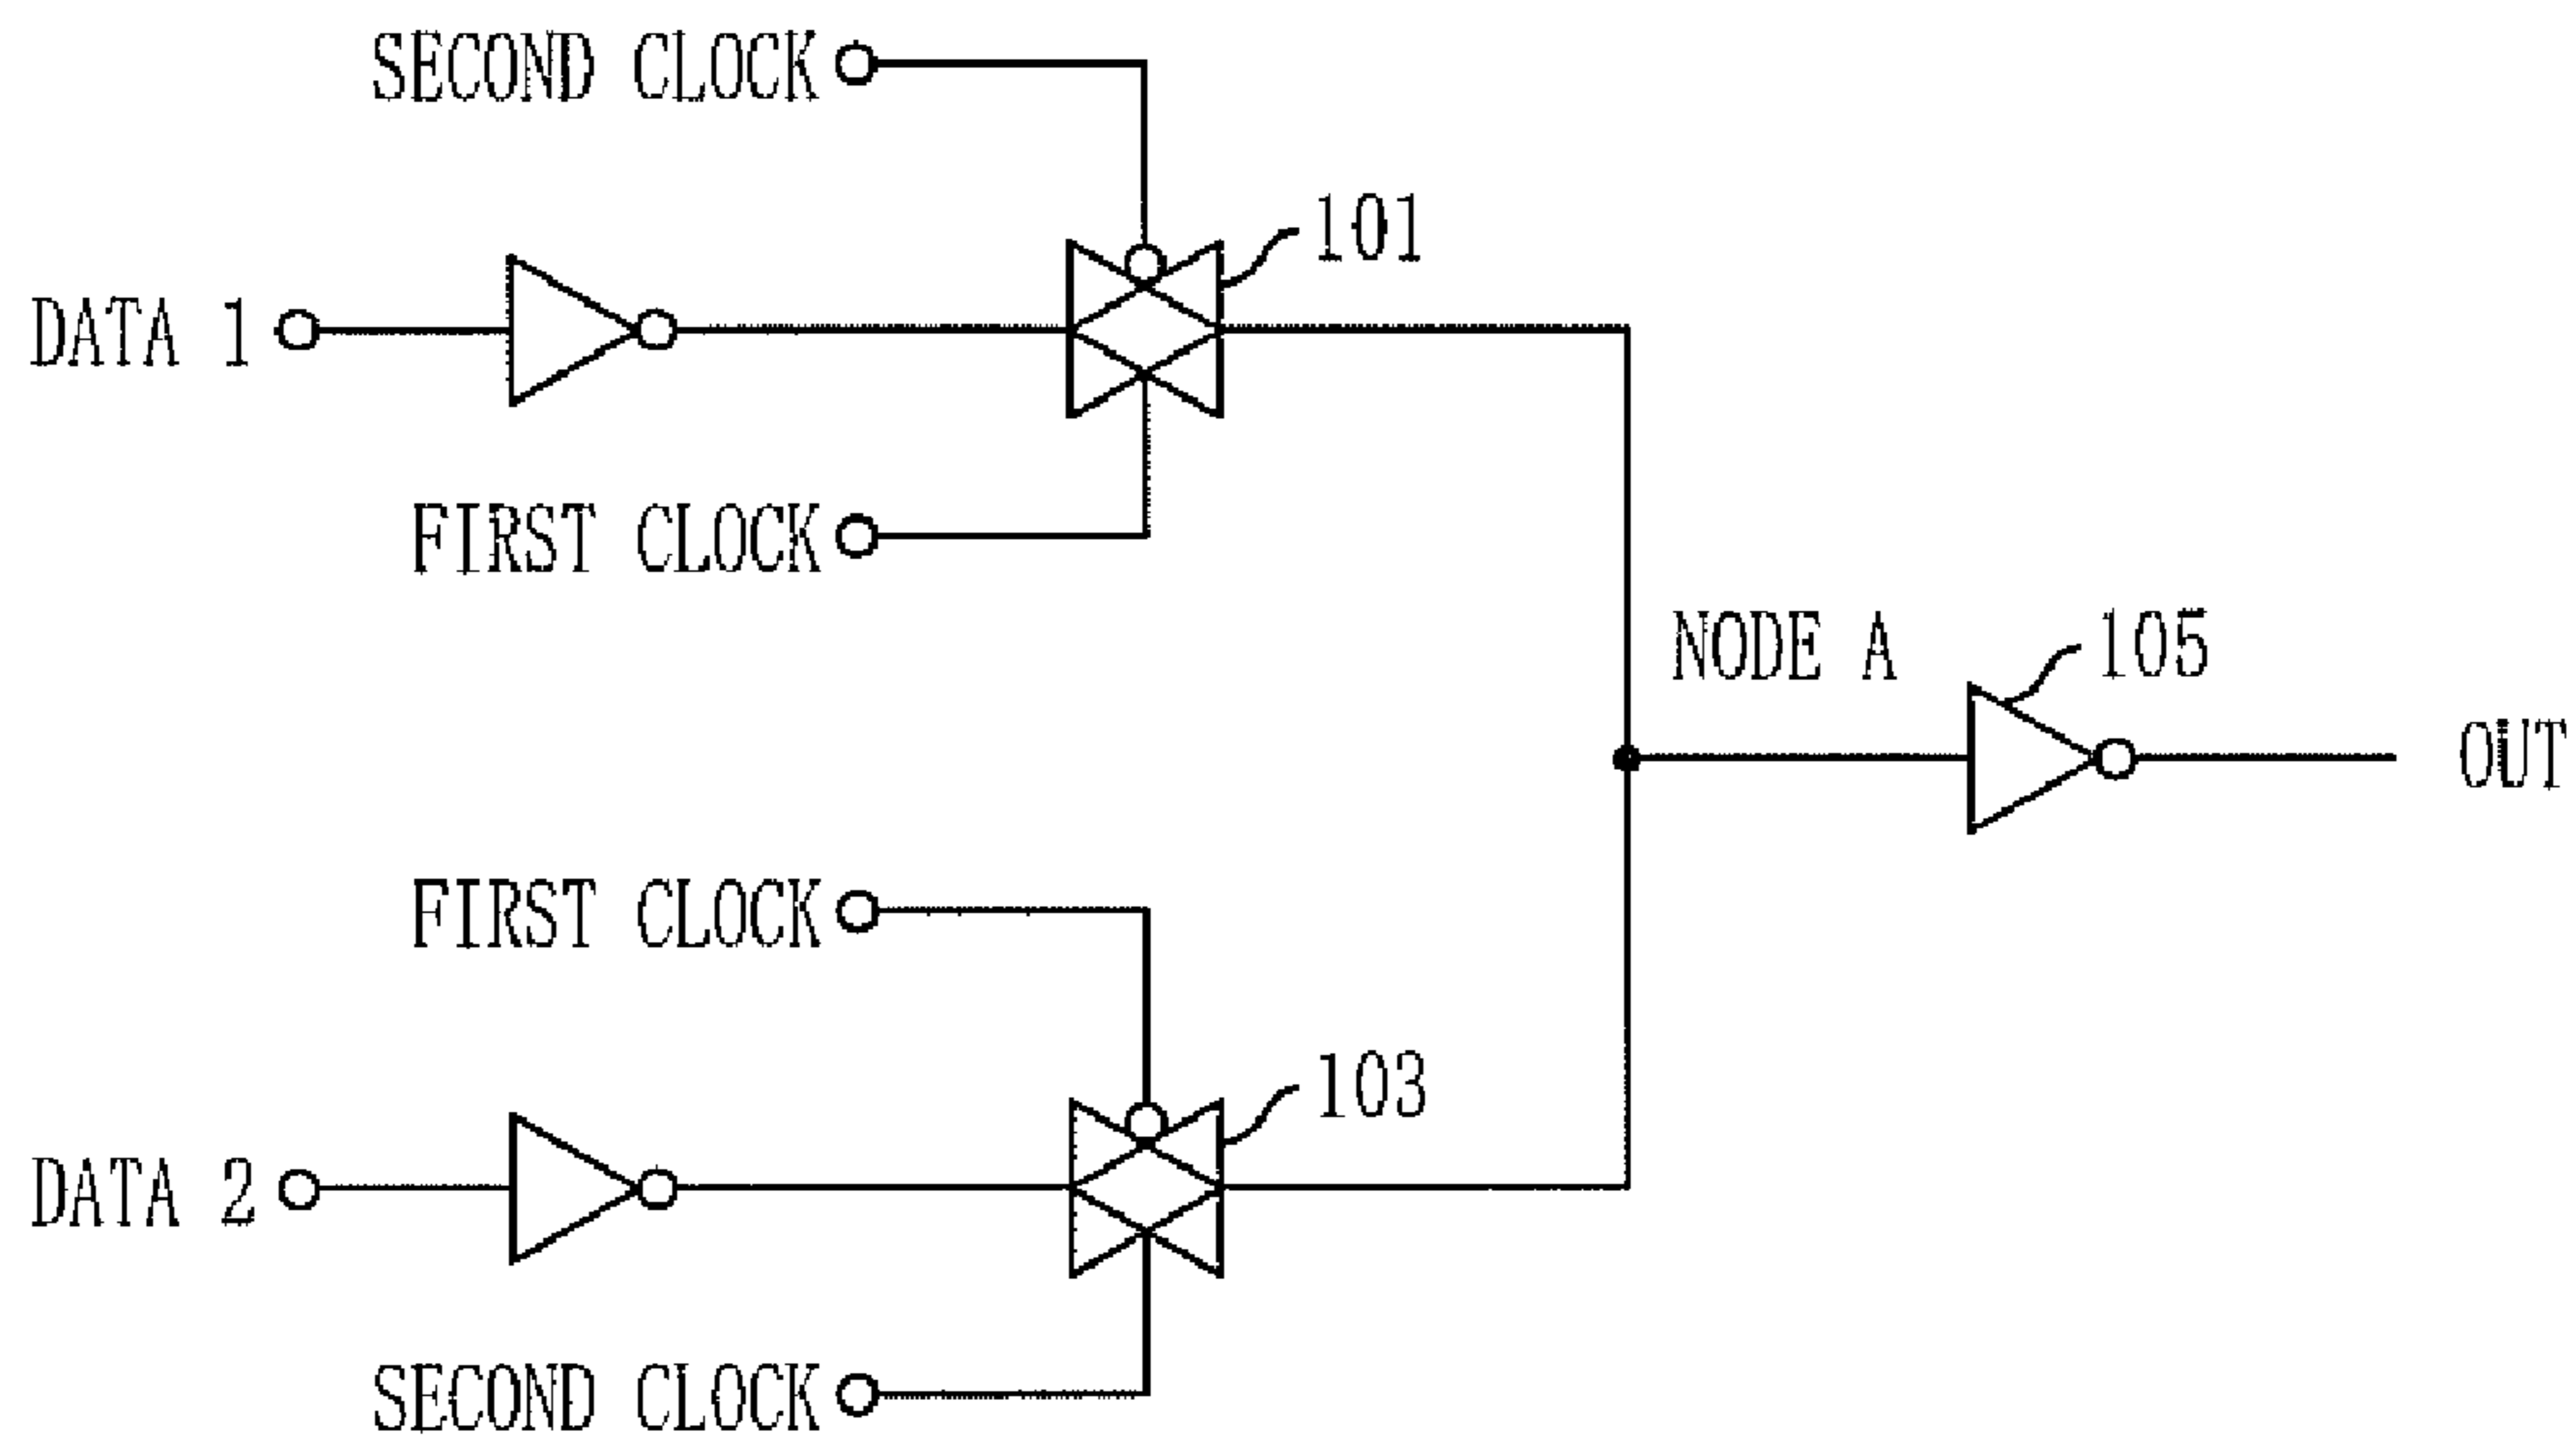 SECOND CLOCK
101
DATA 1
FIRST CLOCK
NODE A
105
OUT
FIRST CLOCK
103
DATA 2
SECOND CLOCK